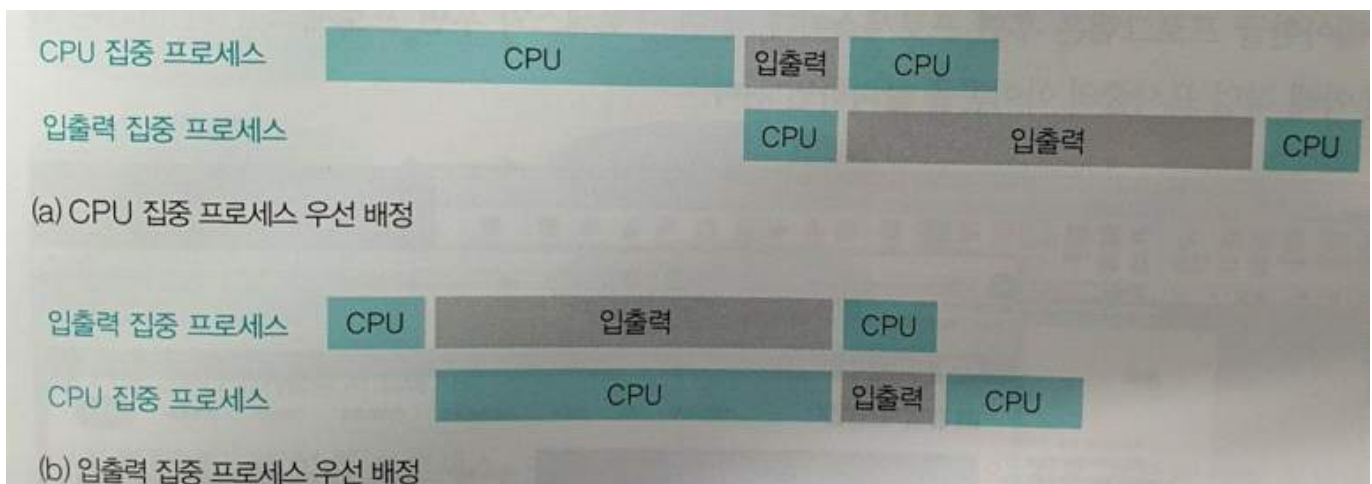 CPU 집중 프로세스 CPU 입출력 CPU
입출력 집중 프로세스 CPU 입출력 CPU
(a) CPU 집중 프로세스 우선 배정
입출력 집중 프로세스 CPU 입출력 CPU
CPU 집중 프로세스 CPU 입출력 CPU
(b) 입출력 집중 프로세스 우선 배정